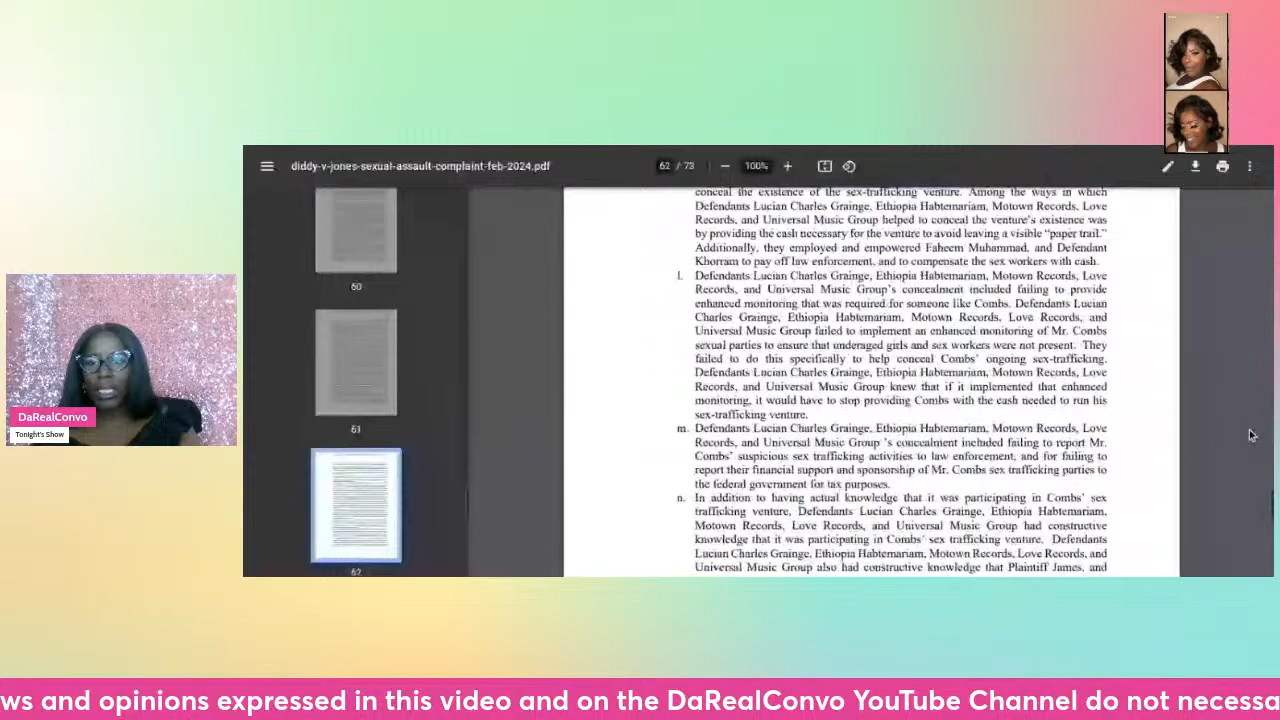 diddy-v-jones-sexual-assault-complaint-feb-2024.pdf
62 / 73
100%
60
61
62
conceal the existence of the sex-trafficking venture. Among the ways in which
Defendants Lucian Charles Grainge, Ethiopia Habtemariam, Motown Records, Love
Records, and Universal Music Group helped to conceal the venture's existence was
by providing the cash necessary for the venture to avoid leaving a visible “paper trail.”
Additionally, they employed and empowered Faheem Muhammad, and Defendant
Khorram to pay off law enforcement, and to compensate the sex workers with cash.
l. Defendants Lucian Charles Grainge, Ethiopia Habtemariam, Motown Records, Love
Records, and Universal Music Group's concealment included failing to provide
enhanced monitoring that was required for someone like Combs. Defendants Lucian
Charles Grainge, Ethiopia Habtemariam, Motown Records, Love Records, and
Universal Music Group failed to implement an enhanced monitoring of Mr. Combs
sexual parties to ensure that underaged girls and sex workers were not present. They
failed to do this specifically to help conceal Combs' ongoing sex-trafficking.
Defendants Lucian Charles Grainge, Ethiopia Habtemariam, Motown Records, Love
Records, and Universal Music Group knew that if it implemented that enhanced
monitoring, it would have to stop providing Combs with the cash needed to run his
sex-trafficking venture.
m. Defendants Lucian Charles Grainge, Ethiopia Habtemariam, Motown Records, Love
Records, and Universal Music Group 's concealment included failing to report Mr.
Combs' suspicious sex trafficking activities to law enforcement, and for failing to
report their financial support and sponsorship of Mr. Combs sex trafficking parties to
the federal government for tax purposes.
n. In addition to having actual knowledge that it was participating in Combs' sex
trafficking venture, Defendants Lucian Charles Grainge, Ethiopia Habtemariam,
Motown Records, Love Records, and Universal Music Group had constructive
knowledge that it was participating in Combs' sex trafficking venture. Defendants
Lucian Charles Grainge, Ethiopia Habtemariam, Motown Records, Love Records, and
Universal Music Group also had constructive knowledge that Plaintiff James, and
DaRealConvo
Tonight's Show
ws and opinions expressed in this video and on the DaRealConvo YouTube Channel do not necessa